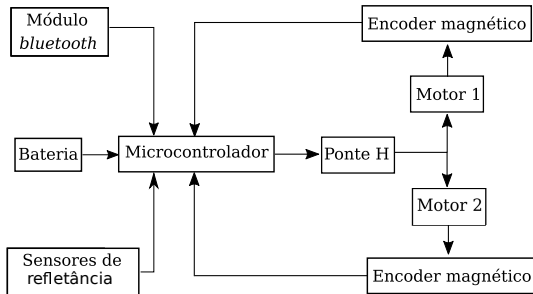 Módulo
bluetooth
Encoder magnético
Motor 1
Bateria
Microcontrolador
Ponte H
Motor 2
Sensores de
refletância
Encoder magnético